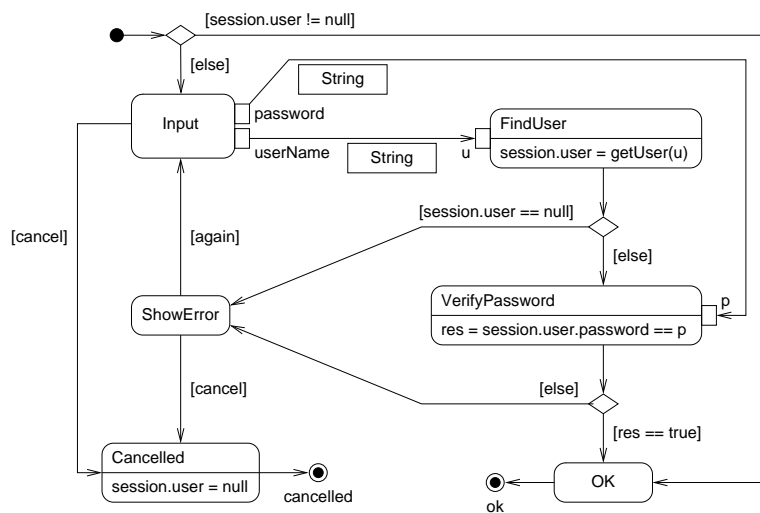 [session.user != null]
[else]
String
password
Input
userName
String
u
FindUser
session.user = getUser(u)
[cancel]
[again]
[session.user == null]
[else]
VerifyPassword
p
res = session.user.password == p
ShowError
[cancel]
[else]
[res == true]
Cancelled
session.user = null
cancelled
OK
ok